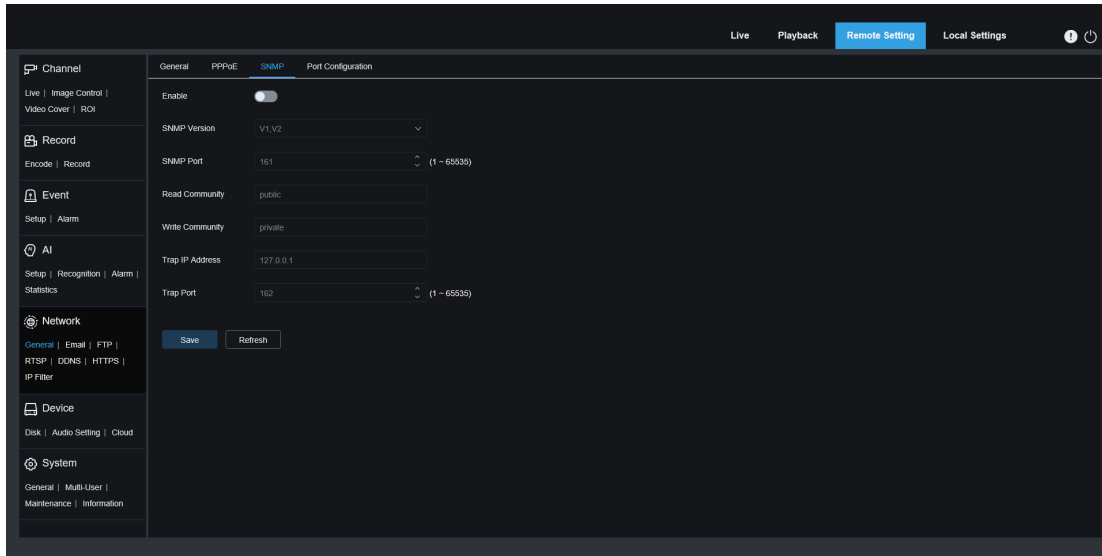 Live Playback Remote Setting Local Settings
Channel
Live | Image Control |
Video Cover | ROI
Record
Encode | Record
Event
Setup | Alarm
AI
Setup | Recognition | Alarm |
Statistics
Network
General | Email | FTP |
RTSP | DDNS | HTTPS |
IP Filter
Device
Disk | Audio Setting | Cloud
System
General | Multi-User |
Maintenance | Information
General PPPoE SNMP Port Configuration
Enable
SNMP Version V1,V2
SNMP Port 161 (1 ~ 65535)
Read Community public
Write Community private
Trap IP Address 127.0.0.1
Trap Port 162 (1 ~ 65535)
Save Refresh